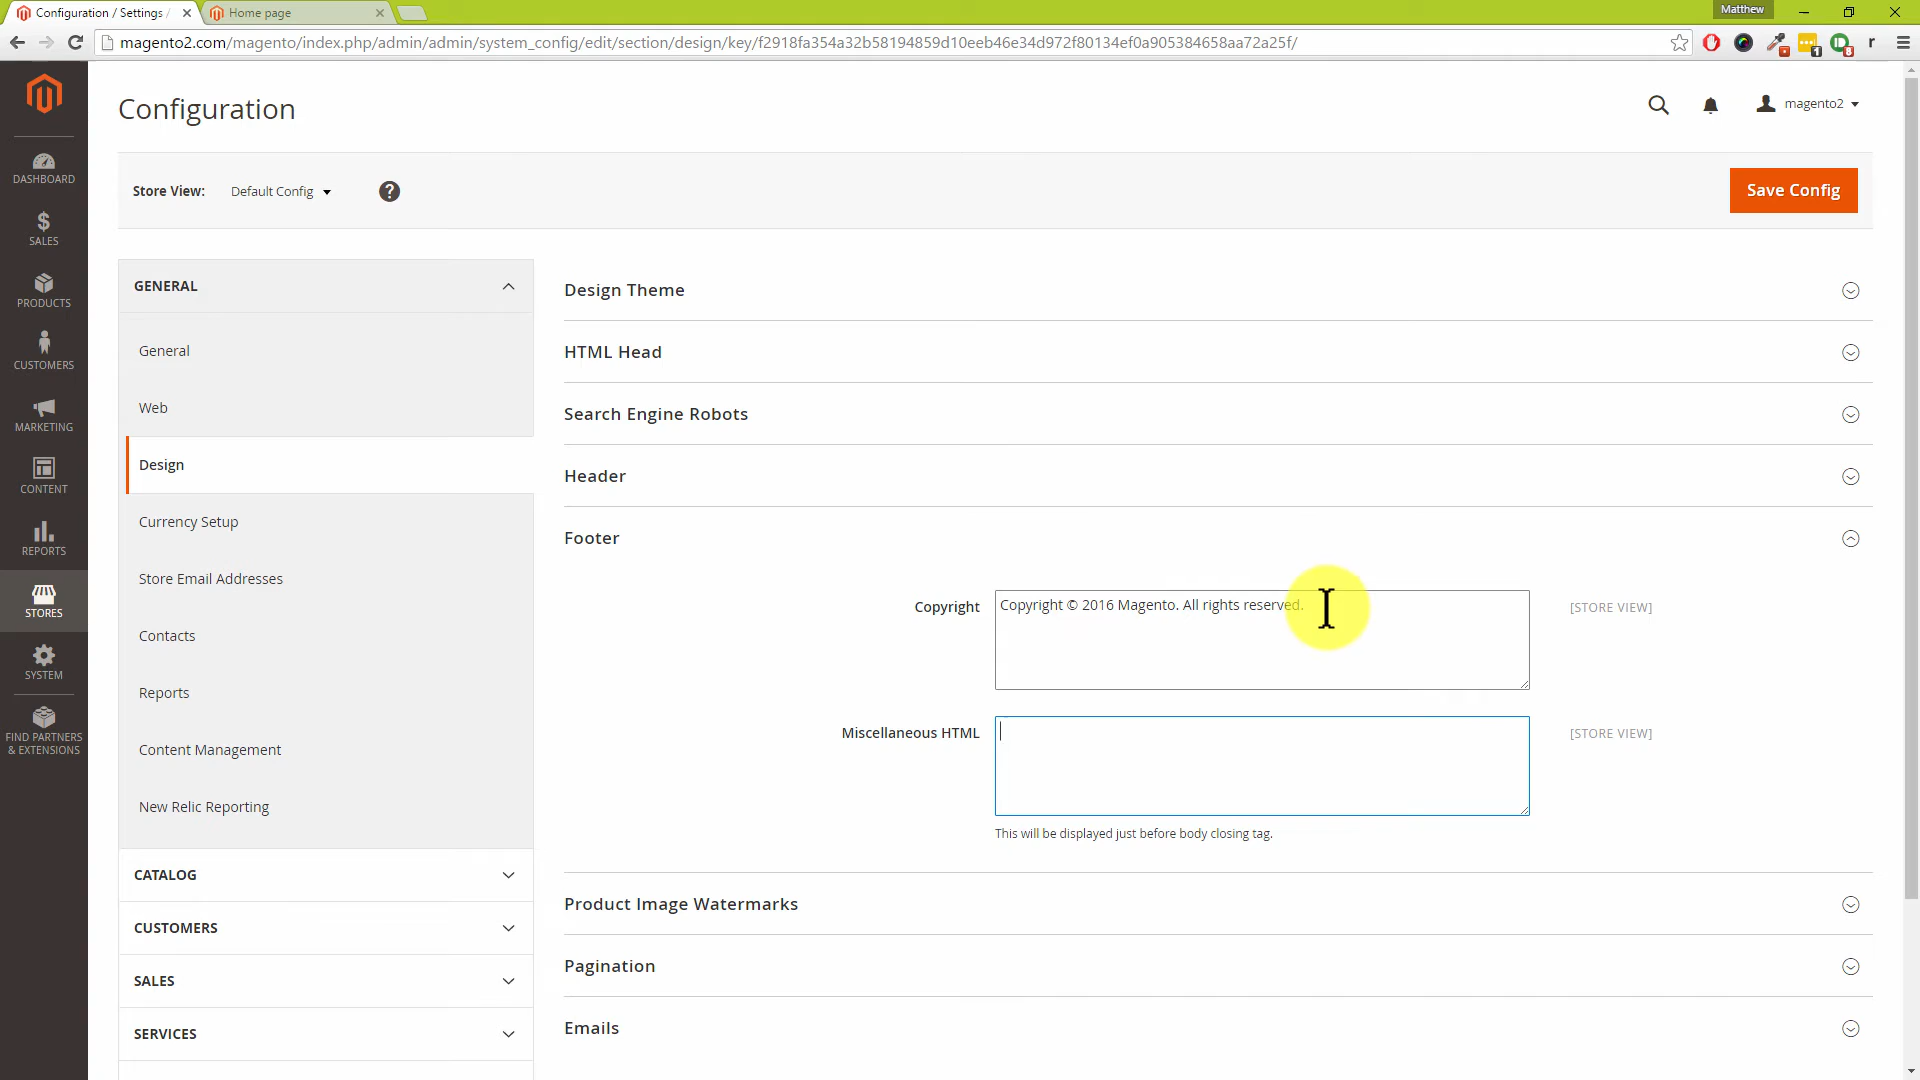 Configuration / Settings /
Home page
Matthew
magento2.com/magento/index.php/admin/admin/system_config/edit/section/design/key/f2918fa354a32b58194859d10eeb46e34d972f80134ef0a905384658aa72a25f/
1
8
r
Configuration
magento2
Store View:
Default Config
?
Save Config
DASHBOARD
$
SALES
PRODUCTS
CUSTOMERS
MARKETING
CONTENT
REPORTS
STORES
SYSTEM
FIND PARTNERS
& EXTENSIONS
GENERAL
General
Web
Design
Currency Setup
Store Email Addresses
Contacts
Reports
Content Management
New Relic Reporting
CATALOG
CUSTOMERS
SALES
SERVICES
Design Theme
HTML Head
Search Engine Robots
Header
Footer
Copyright
Copyright © 2016 Magento. All rights reserved.
[STORE VIEW]
Miscellaneous HTML
[STORE VIEW]
This will be displayed just before body closing tag.
Product Image Watermarks
Pagination
Emails